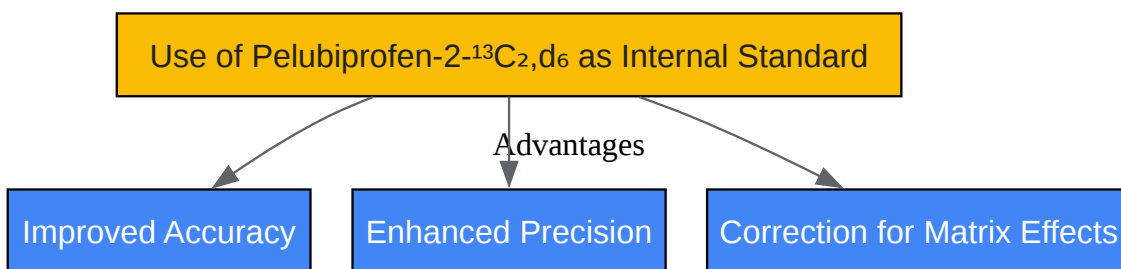 Use of Pelubiprofen-2-¹³C₂,d₆ as Internal Standard
Advantages
Improved Accuracy
Enhanced Precision
Correction for Matrix Effects